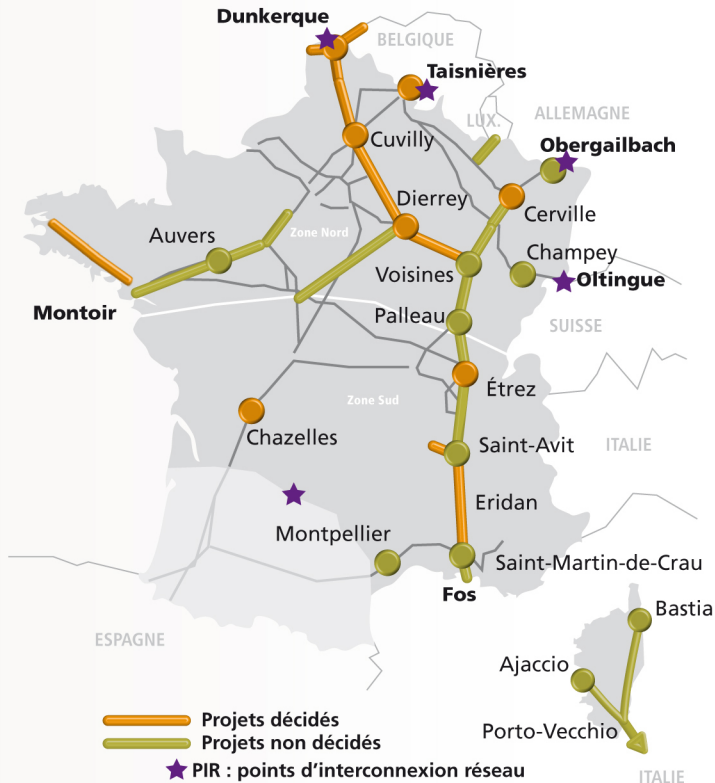 Dunkerque
BELGIQUE
Taisnières
LUX.
ALLEMAGNE
Cuvilly
Obergailbach
Dierrey
Cerville
Auvers
Zone Nord
Champey
Voisines
Oltingue
Montoir
Palleau
SUISSE
Étrez
Zone Sud
Chazelles
Saint-Avit
ITALIE
Eridan
Montpellier
Saint-Martin-de-Crau
Fos
Bastia
ESPAGNE
Ajaccio
Porto-Vecchio
Projets décidés
Projets non décidés
PIR : points d'interconnexion réseau
ITALIE